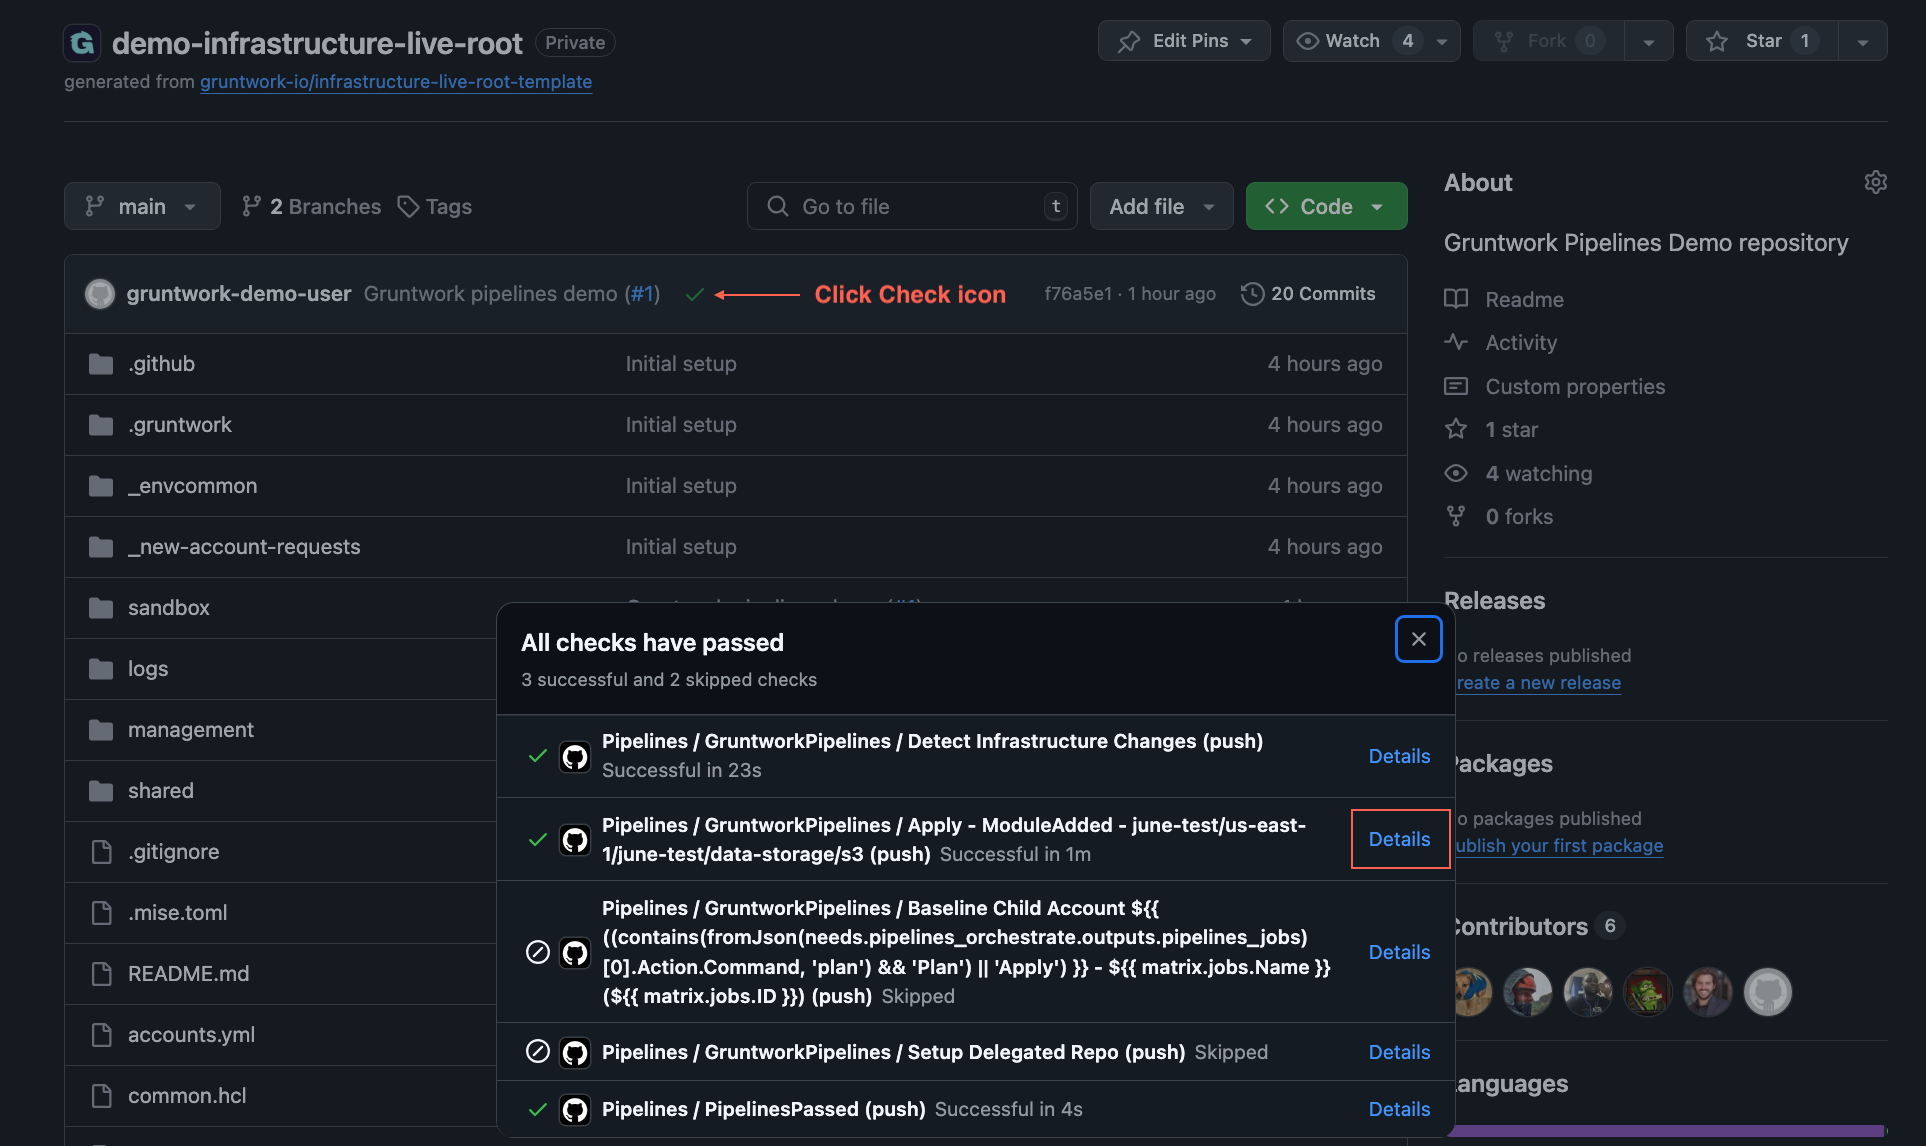 demo-infrastructure-live-root Private
Edit Pins
Watch 4
Fork 0
Star 1
generated from gruntwork-io/infrastructure-live-root-template
main
2 Branches
Tags
Go to file
t
Add file
Code
gruntwork-demo-user Gruntwork pipelines demo (#1)
Click Check icon
f76a5e1 · 1 hour ago
20 Commits
.github Initial setup 4 hours ago
.gruntwork Initial setup 4 hours ago
_envcommon Initial setup 4 hours ago
_new-account-requests Initial setup 4 hours ago
sandbox
logs
management
shared
.gitignore
.mise.toml
README.md
accounts.yml
common.hcl
All checks have passed
3 successful and 2 skipped checks
Pipelines / GruntworkPipelines / Detect Infrastructure Changes (push)
Successful in 23s
Details
Pipelines / GruntworkPipelines / Apply - ModuleAdded - june-test/us-east-
1/june-test/data-storage/s3 (push) Successful in 1m
Details
Pipelines / GruntworkPipelines / Baseline Child Account ${{
((contains(fromJson(needs.pipelines_orchestrate.outputs.pipelines_jobs)
[0].Action.Command, 'plan') && 'Plan') || 'Apply') }} - ${{ matrix.jobs.Name }}
(${{ matrix.jobs.ID }}) (push) Skipped
Details
Pipelines / GruntworkPipelines / Setup Delegated Repo (push) Skipped
Details
Pipelines / PipelinesPassed (push) Successful in 4s
Details
About
Gruntwork Pipelines Demo repository
Readme
Activity
Custom properties
1 star
4 watching
0 forks
Releases
o releases published
reate a new release
ackages
o packages published
ublish your first package
ontributors 6
anguages